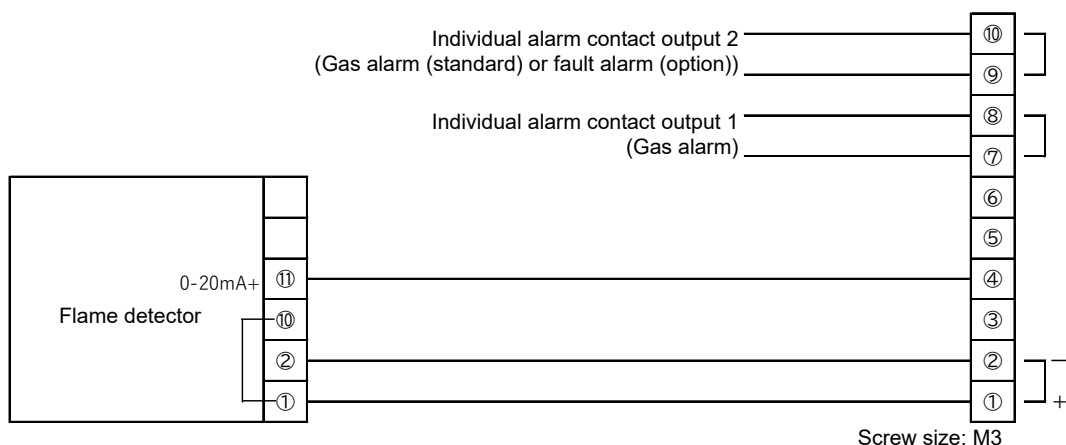 Individual alarm contact output 2
(Gas alarm (standard) or fault alarm (option))
Individual alarm contact output 1
(Gas alarm)
⑩
⑨
⑧
⑦
⑥
⑤
④
③
② −
① +
Screw size: M3
Flame detector
0-20mA+ ⑪
⑩
②
①